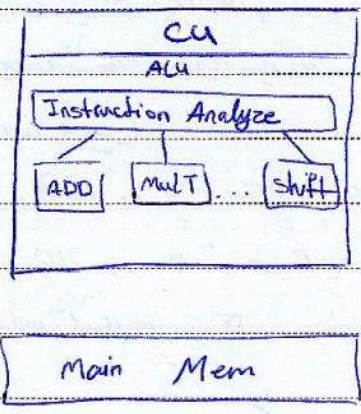 CU
ALU
Instruction Analyze
ADD MulT ... Shift
Main Mem